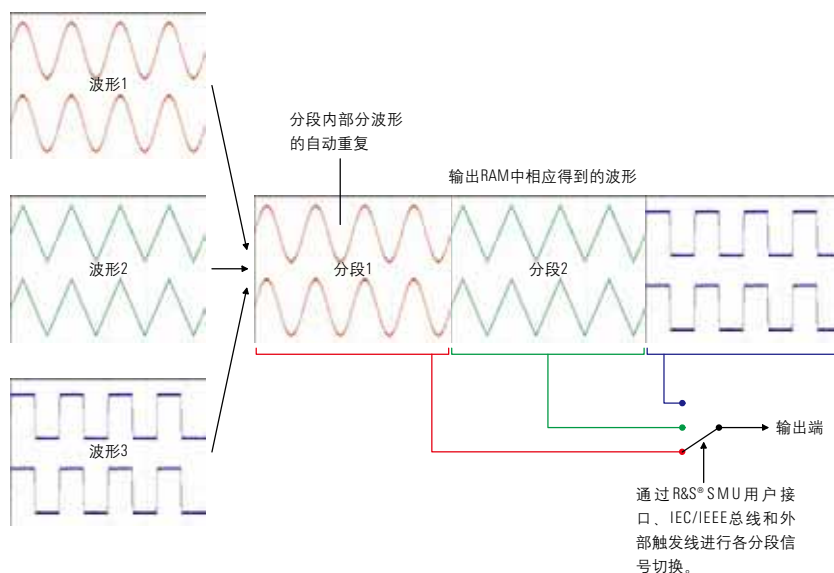 波形1
分段内部分波形
的自动重复
输出RAM中相应得到的波形
波形2
分段1
分段2
波形3
输出端
通过R&S® SMU用户接
口、IEC/IEEE总线和外
部触发线进行各分段信
号切换。